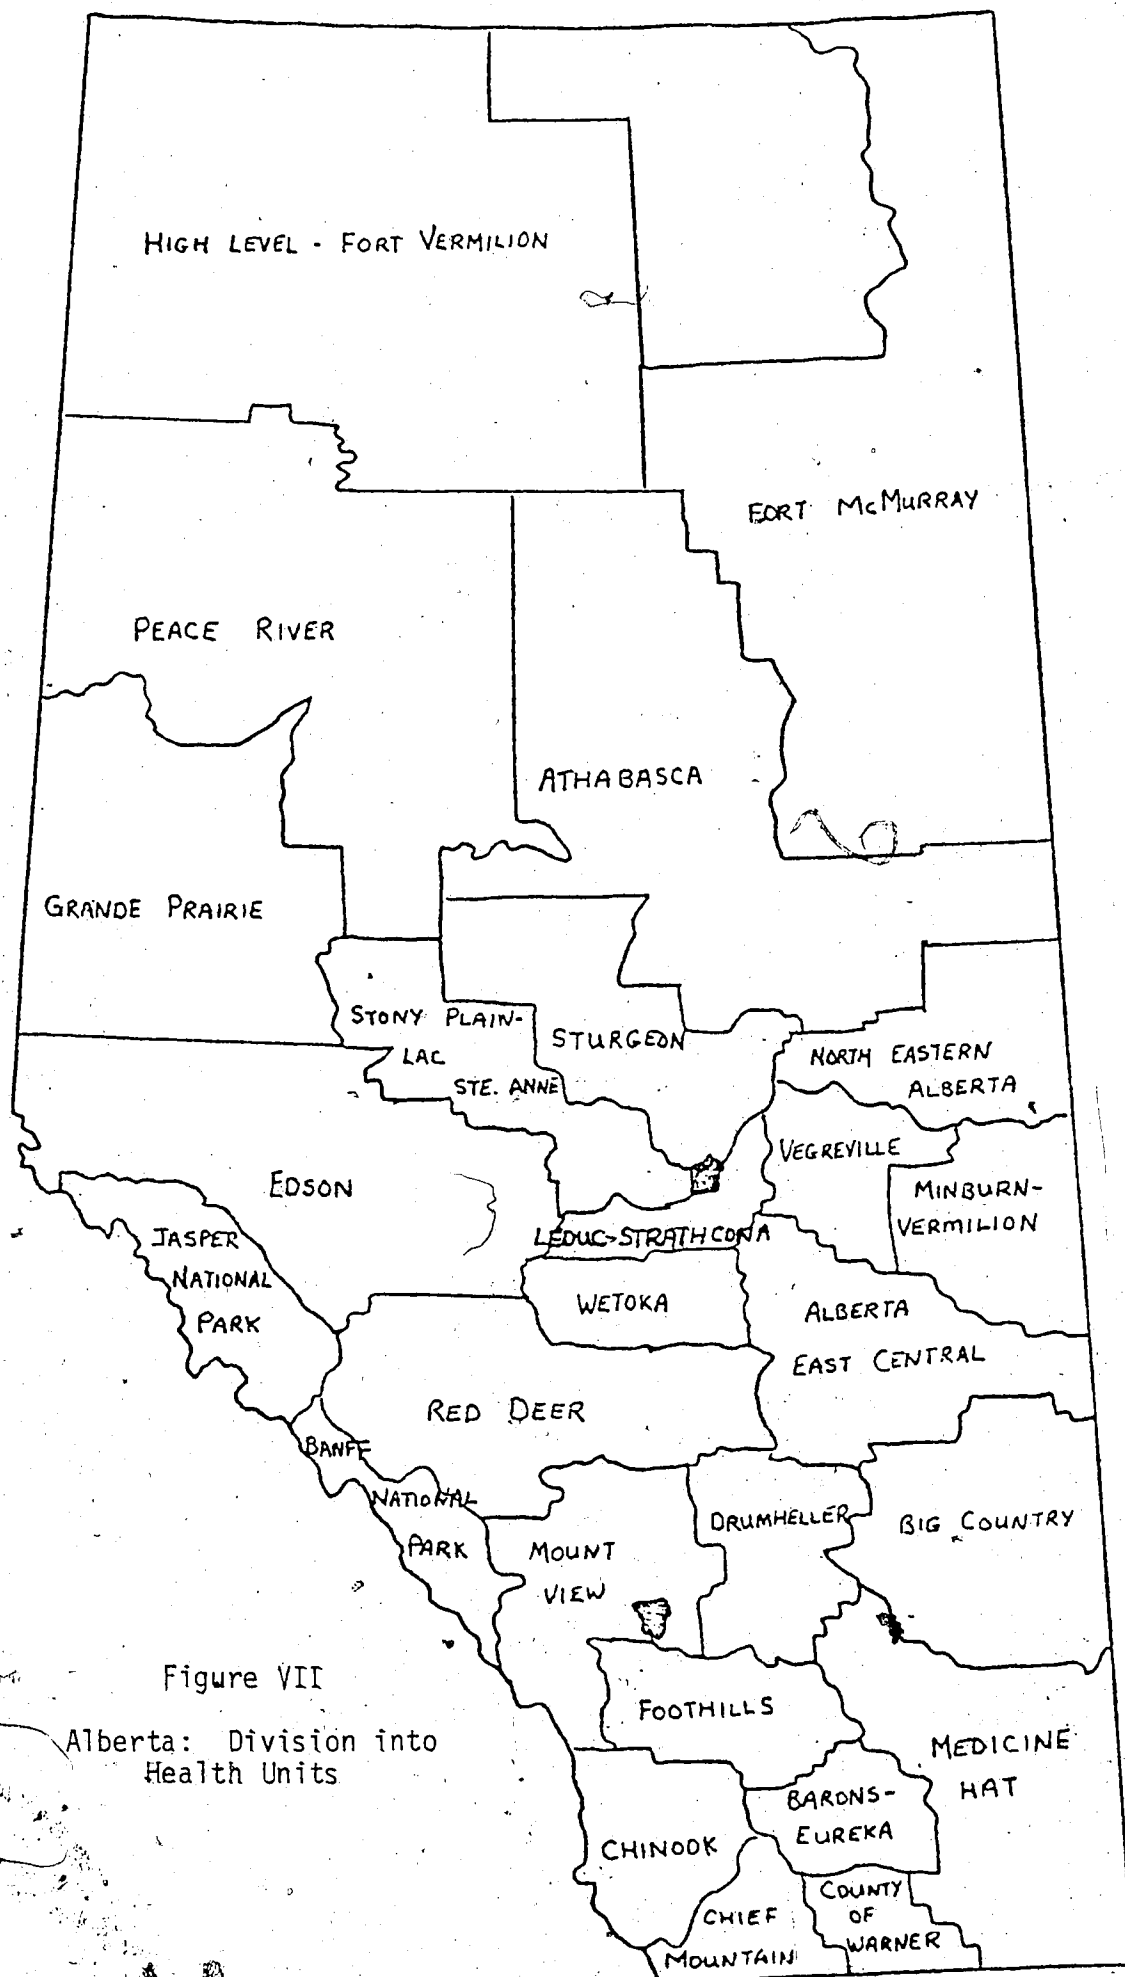 HIGH LEVEL - FORT VERMILION
FORT McMURRAY
PEACE RIVER
ATHABASCA
GRANDE PRAIRIE
STONY PLAIN-
LAC
STE. ANNE
STURGEON
NORTH EASTERN
ALBERTA
VEGREVILLE
MINBURN-
VERMILION
EDSON
JASPER
NATIONAL
PARK
LEDUC-STRATHCONA
WETOKA
ALBERTA
EAST CENTRAL
RED DEER
BANFF
NATIONAL
PARK
MOUNT
VIEW
DRUMHELLER
BIG COUNTRY
FOOTHILLS
MEDICINE
HAT
BARONS-
EUREKA
CHINOOK
CHIEF
MOUNTAIN
COUNTY
OF
WARNER
Figure VII
Alberta: Division into
Health Units